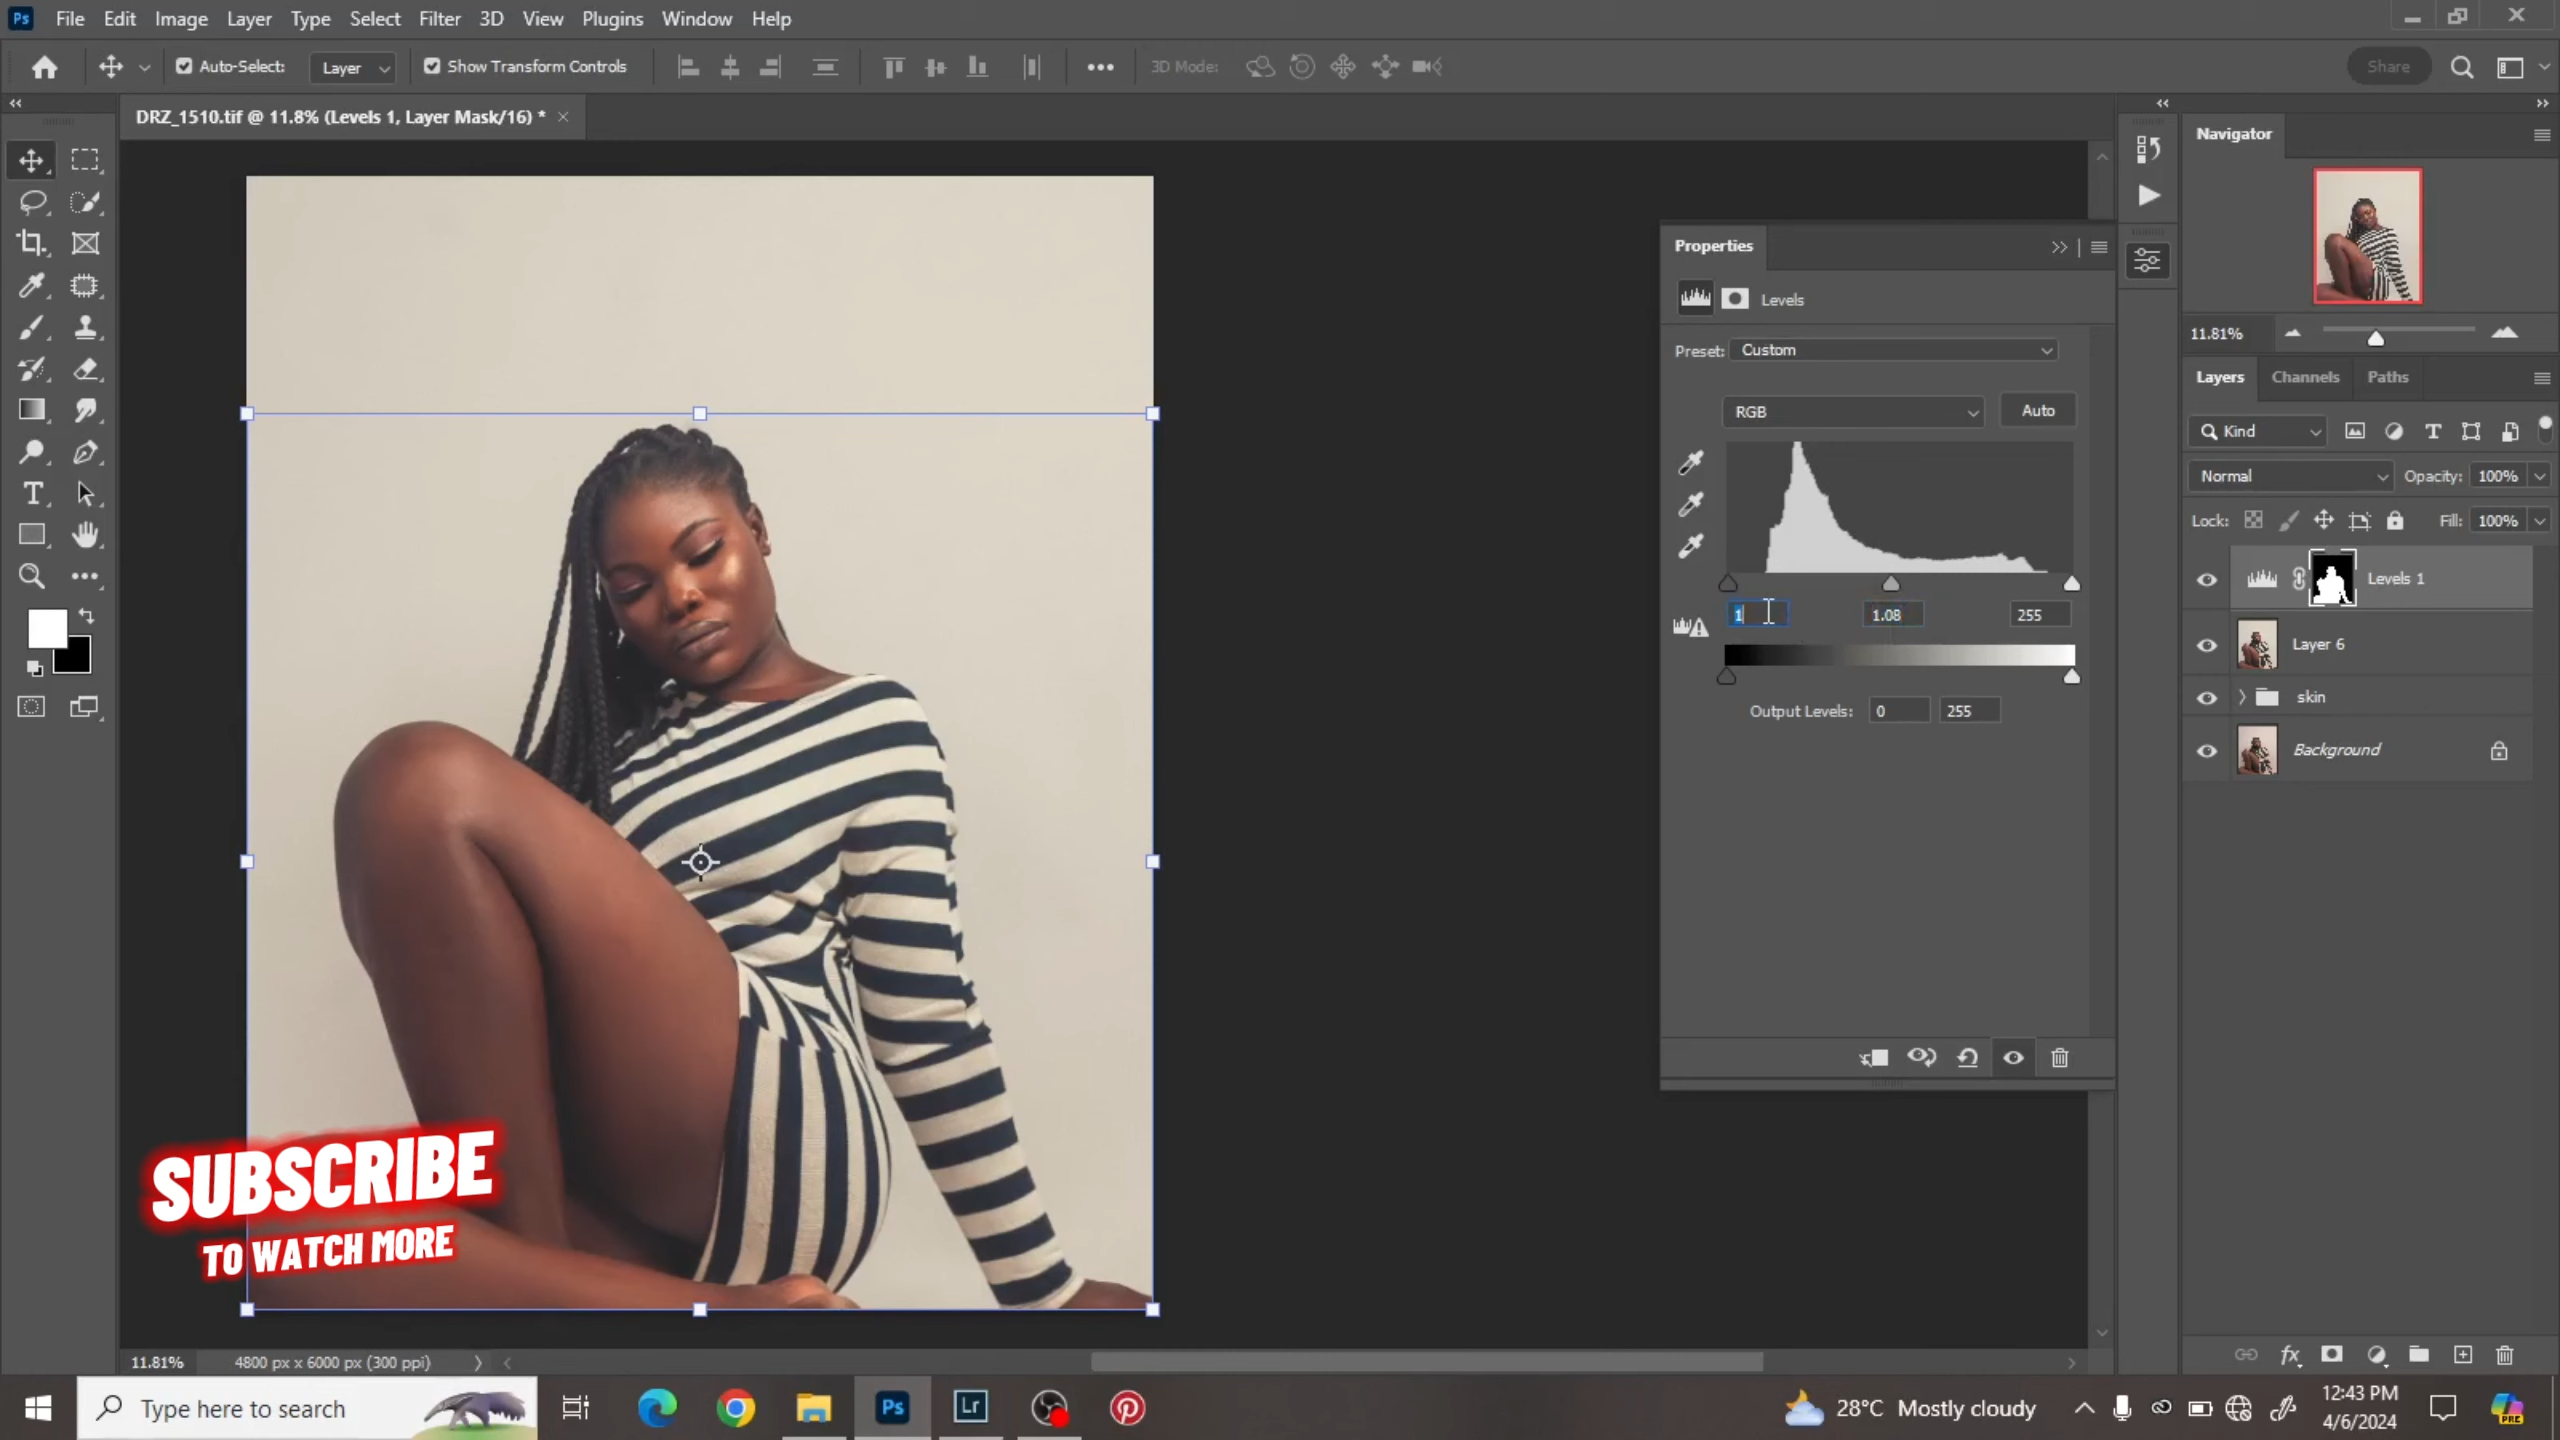 Ps File Edit Image Layer Type Select Filter 3D View Plugins Window Help
Auto-Select: Layer Show Transform Controls 3D Mode: Share
DRZ_1510.tif @ 11.8% (Levels 1, Layer Mask/16) *
Navigator
11.81%
Properties
Levels
Preset: Custom
RGB Auto
1 1.08 255
Output Levels: 0 255
Layers Channels Paths
Kind
Normal Opacity: 100%
Lock: Fill: 100%
Levels 1
Layer 6
skin
Background
fx
SUBSCRIBE
TO WATCH MORE
11.81% 4800 px x 6000 px (300 ppi)
Type here to search
Ps
Lr
28°C Mostly cloudy
12:43 PM
4/6/2024
PRE